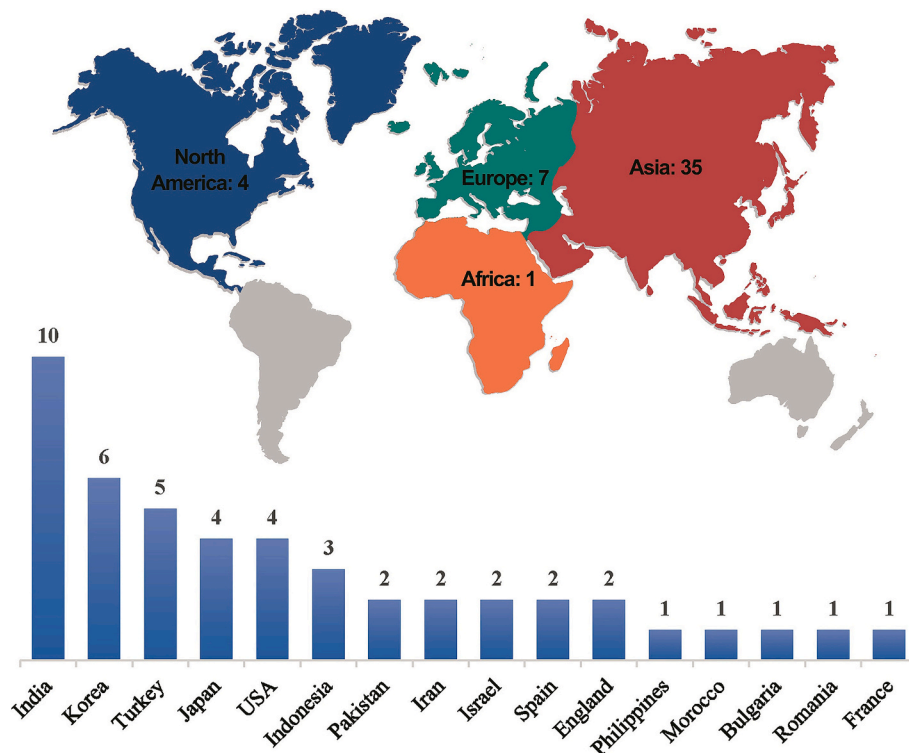 North
America: 4
Europe: 7
Asia: 35
Africa: 1
10
6
5
4
4
3
2
2
2
2
2
1
1
1
1
1
India
Korea
Turkey
Japan
USA
Indonesia
Pakistan
Iran
Israel
Spain
England
Philippines
Morocco
Bulgaria
Romania
France